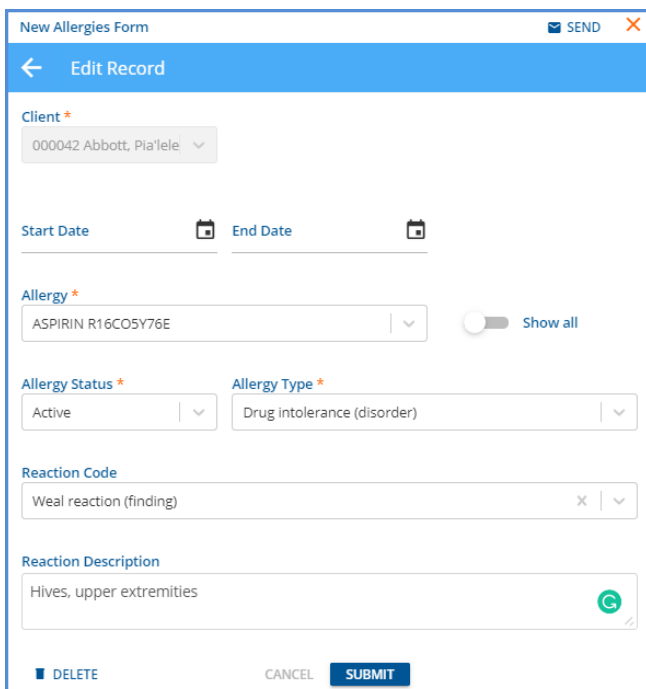 New Allergies Form SEND
Edit Record
Client *
000042 Abbott, Pia'lele
Start Date End Date
Allergy *
ASPIRIN R16CO5Y76E Show all
Allergy Status * Allergy Type *
Active Drug intolerance (disorder)
Reaction Code
Weal reaction (finding)
Reaction Description
Hives, upper extremities
DELETE CANCEL SUBMIT